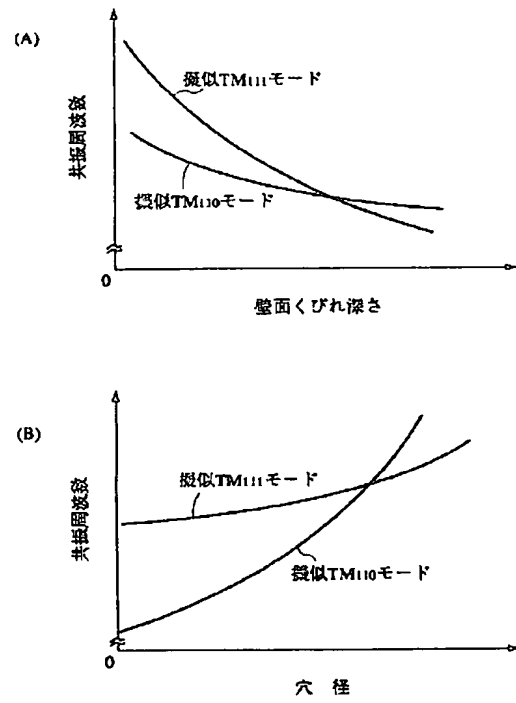 (A)
共振周波数
擬似TM111モード
擬似TM110モード
0
壁面くびれ深さ
(B)
共振周波数
擬似TM111モード
擬似TM110モード
0
穴 径